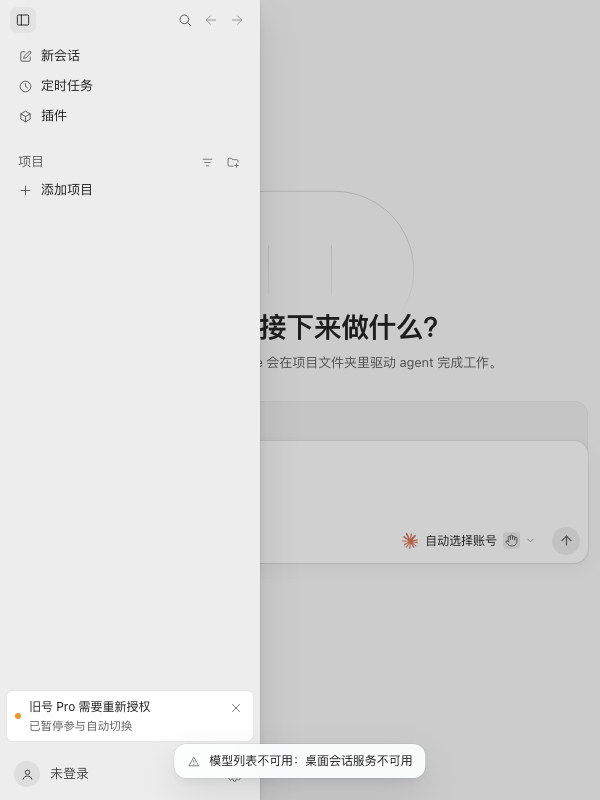 新会话
定时任务
插件
项目
添加项目
接下来做什么?
会在项目文件夹里驱动 agent 完成工作。
自动选择账号
旧号 Pro 需要重新授权
已暂停参与自动切换
未登录
模型列表不可用：桌面会话服务不可用